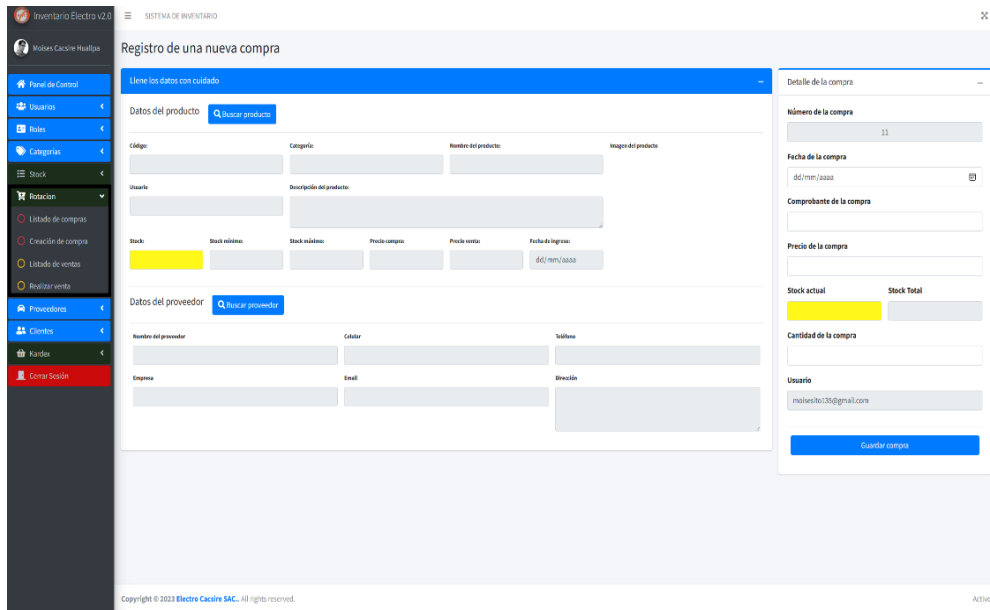 Inventario Electro v2.0
SISTEMA DE INVENTARIO
Moises Cacsire Huallpa
Panel de Control
Usuarios
Roles
Categorías
Stock
Rotacion
Listado de compras
Creación de compra
Listado de ventas
Realizar venta
Proveedores
Clientes
Kardex
Cerrar Sesión
Registro de una nueva compra
Llene los datos con cuidado
Datos del producto
Buscar producto
Código: Categoría: Nombre del producto: Imagen del producto
Usuario Descripción del producto:
Stock: Stock mínimo: Stock máximo: Precio compra: Precio venta: Fecha de ingreso:
dd/mm/aaaa
Datos del proveedor
Buscar proveedor
Nombre del proveedor Celular Teléfono
Empresa Email Dirección
Detalle de la compra
Número de la compra
11
Fecha de la compra
dd/mm/aaaa
Comprobante de la compra
Precio de la compra
Stock actual Stock Total
Cantidad de la compra
Usuario
moisesito135@gmail.com
Guardar compra
Copyright © 2023 Electro Cacsire SAC.. All rights reserved.
Activ